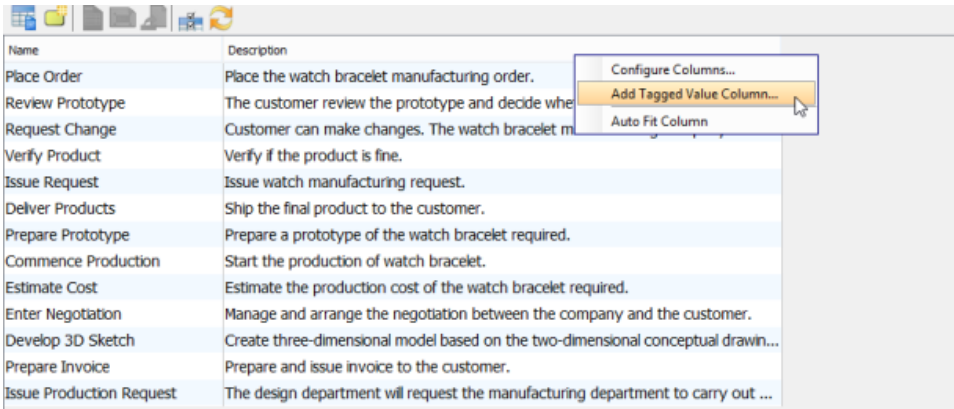 Name Description
Place Order Place the watch bracelet manufacturing order.
Configure Columns...
Add Tagged Value Column...
Auto Fit Column
Review Prototype The customer review the prototype and decide
Request Change Customer can make changes. The watch bracelet
Verify Product Verify if the product is fine.
Issue Request Issue watch manufacturing request.
Deliver Products Ship the final product to the customer.
Prepare Prototype Prepare a prototype of the watch bracelet required.
Commence Production Start the production of watch bracelet.
Estimate Cost Estimate the production cost of the watch bracelet required.
Enter Negotiation Manage and arrange the negotiation between the company and the customer.
Develop 3D Sketch Create three-dimensional model based on the two-dimensional conceptual drawin...
Prepare Invoice Prepare and issue invoice to the customer.
Issue Production Request The design department will request the manufacturing department to carry out ...